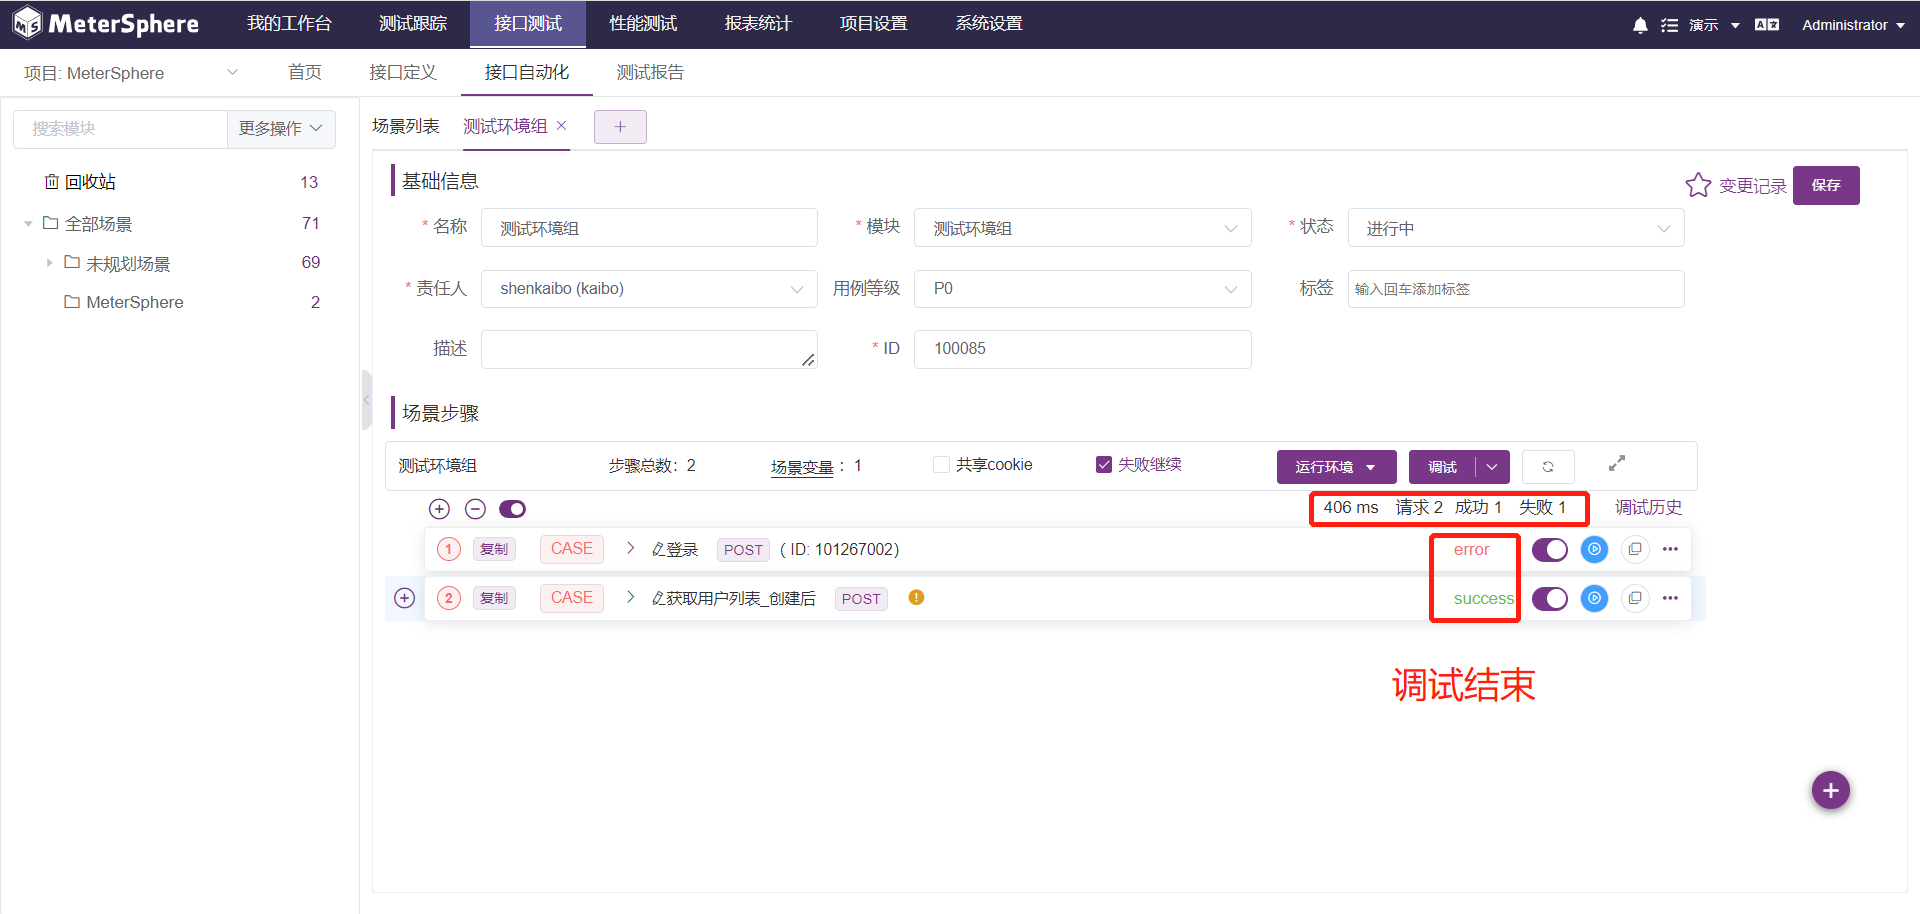 MeterSphere 我的工作台 测试跟踪 接口测试 性能测试 报表统计 项目设置 系统设置 演示 Administrator
项目: MeterSphere 首页 接口定义 接口自动化 测试报告
搜索模块 更多操作
回收站 13
全部场景 71
未规划场景 69
MeterSphere 2
场景列表 测试环境组
基础信息
变更记录 保存
* 名称 测试环境组 * 模块 测试环境组 * 状态 进行中
* 责任人 shenkaibo (kaibo) 用例等级 P0 标签 输入回车添加标签
描述 * ID 100085
场景步骤
测试环境组 步骤总数：2 场景变量 ：1 共享cookie 失败继续 运行环境 调试
406 ms 请求 2 成功 1 失败 1 调试历史
1 复制 CASE 登录 POST ( ID: 101267002) error
2 复制 CASE 获取用户列表_创建后 POST success
调试结束